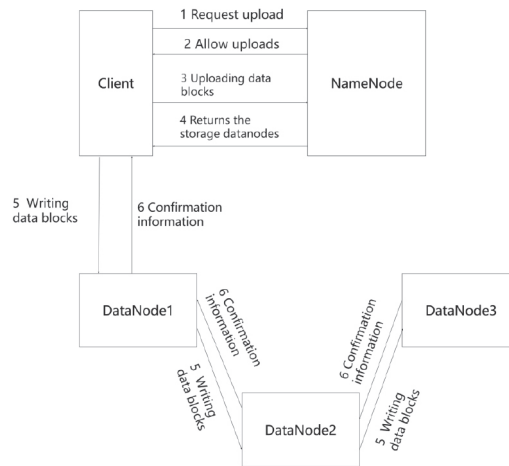 1 Request upload
2 Allow uploads
Client
3 Uploading data
blocks
NameNode
4 Returns the
storage datanodes
5 Writing
data blocks
6 Confirmation
information
DataNode1
6 Confirmation
information
5 Writing
data blocks
DataNode2
6 Confirmation
information
5 Writing
data blocks
DataNode3